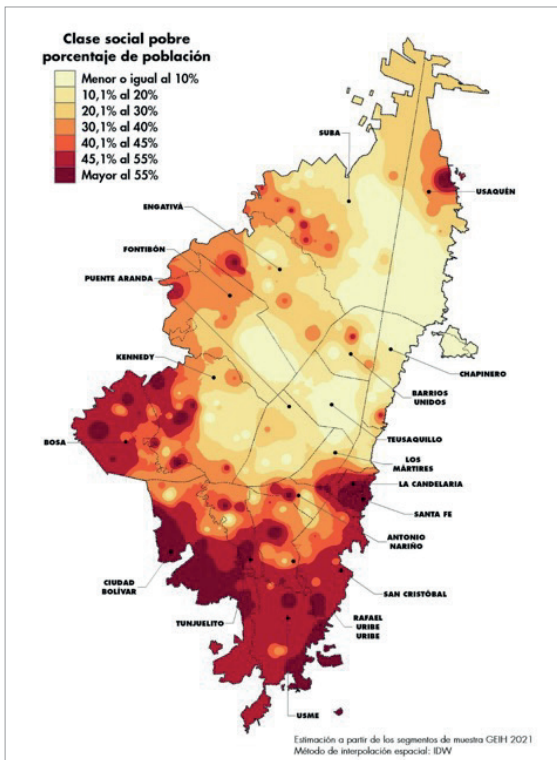 Clase social pobre
porcentaje de población
Menor o igual al 10%
10,1% al 20%
20,1% al 30%
30,1% al 40%
40,1% al 45%
45,1% al 55%
Mayor al 55%
SUBA
USAQUÉN
ENGATIVÁ
FONTIBÓN
PUENTE ARANDA
CHAPINERO
KENNEDY
BARRIOS
UNIDOS
TEUSAQUILLO
BOSA
LOS
MÁRTIRES
LA CANDELARIA
SANTA FE
ANTONIO
NARIÑO
CIUDAD
BOLÍVAR
SAN CRISTÓBAL
TUNJUELITO
RAFAEL
URIBE
URIBE
USME
Estimación a partir de los segmentos de muestra GEIH 2021
Método de interpolación espacial: IDW